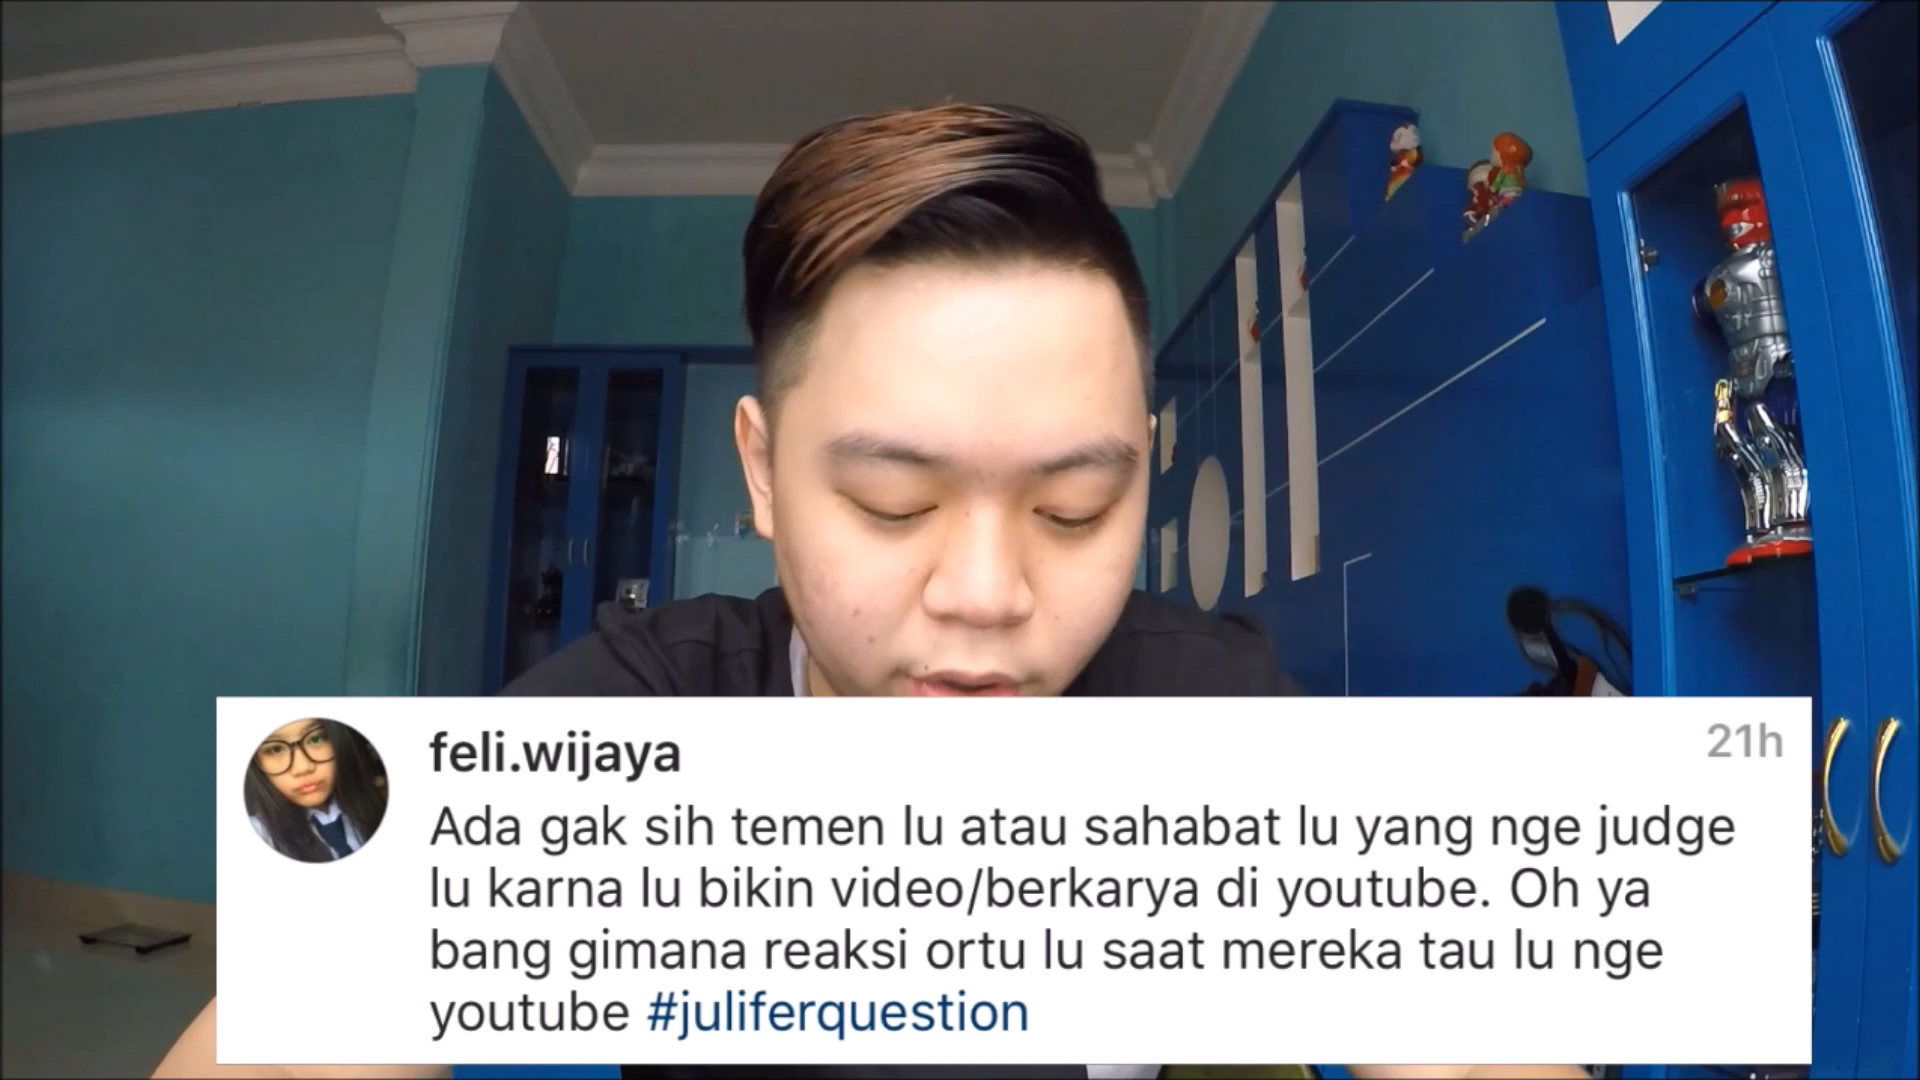 feli.wijaya
21h
Ada gak sih temen lu atau sahabat lu yang nge judge
lu karna lu bikin video/berkarya di youtube. Oh ya
bang gimana reaksi ortu lu saat mereka tau lu nge
youtube #juliferquestion